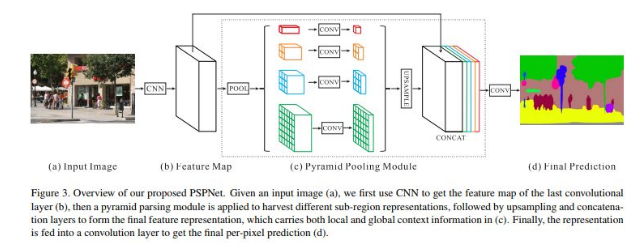 CNN
POOL
CONV
CONV
CONV
CONV
UPSAMPLE
CONCAT
CONV
(a) Input Image
(b) Feature Map
(c) Pyramid Pooling Module
(d) Final Prediction
Figure 3. Overview of our proposed PSPNet. Given an input image (a), we first use CNN to get the feature map of the last convolutional
layer (b), then a pyramid parsing module is applied to harvest different sub-region representations, followed by upsampling and concatena-
tion layers to form the final feature representation, which carries both local and global context information in (c). Finally, the representation
is fed into a convolution layer to get the final per-pixel prediction (d).